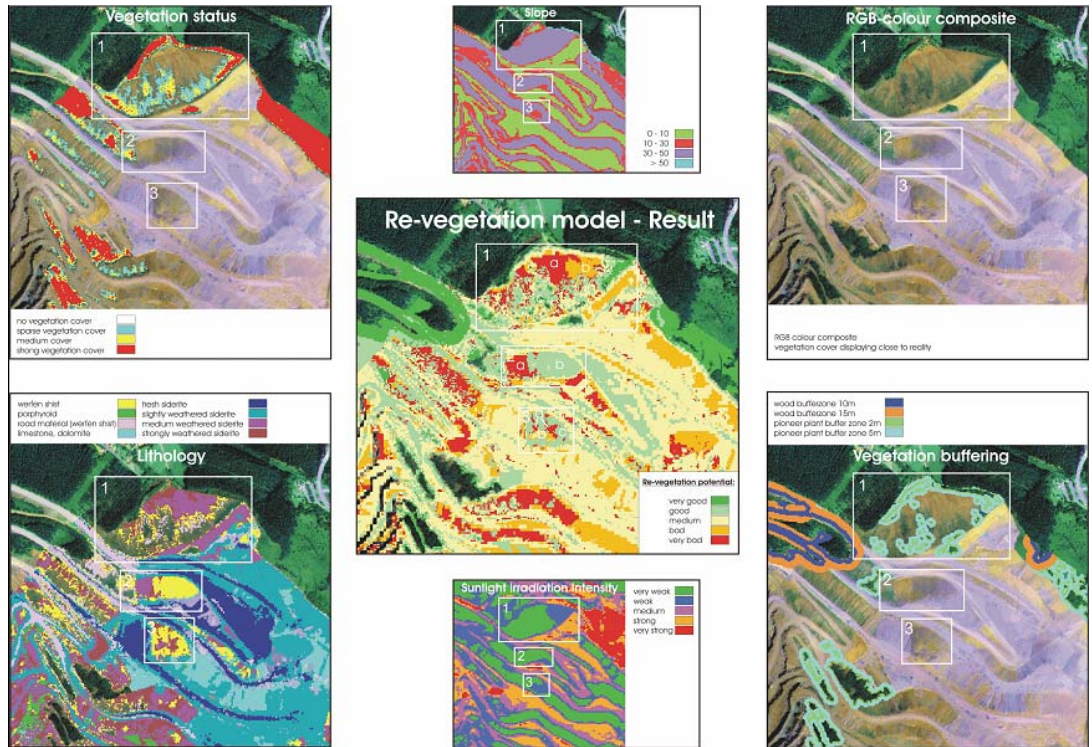 Vegetation status
1
2
3
no vegetation cover
sparse vegetation cover
medium cover
strong vegetation cover
Slope
1
2
3
0 - 10
10 - 30
30 - 50
> 50
RGB-colour composite
1
2
3
RGB colour composite
vegetation cover displaying close to reality
Re-vegetation model - Result
1
a
b
a
b
Re-vegetation potential:
very good
good
medium
bad
very bad
werfen shist
fresh siderite
porphyroid
slightly weathered siderite
road material (werfen shist)
medium weathered siderite
limestone, dolomite
strongly weathered siderite
Lithology
1
2
3
Sunlight irradiation intensity
1
2
3
very weak
weak
medium
strong
very strong
wood bufferzone 10m
wood bufferzone 15m
pioneer plant buffer zone 2m
pioneer plant buffer zone 5m
Vegetation buffering
1
2
3